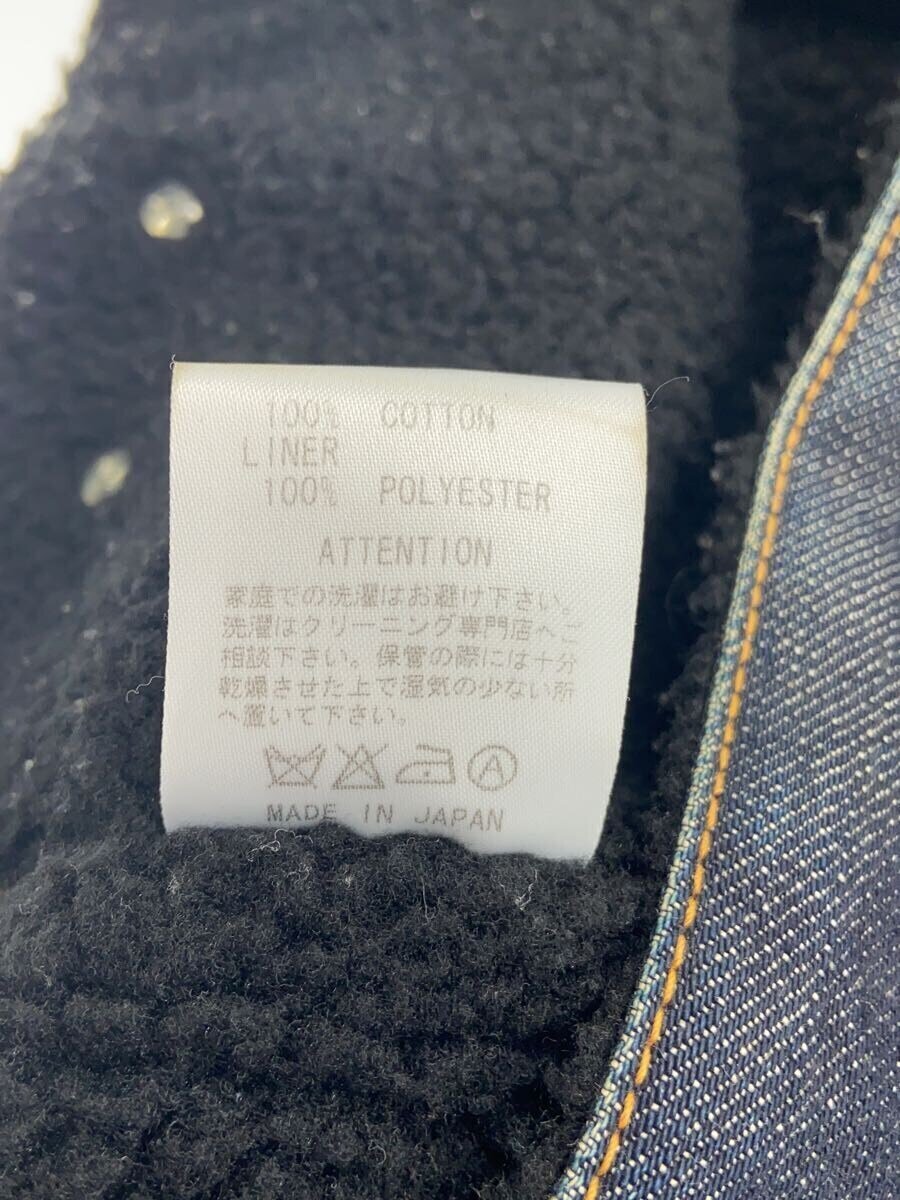 100% COTTON
LINER
100% POLYESTER
ATTENTION
家庭での洗濯はお避け下さい。
洗濯はクリーニング専門店へご
相談下さい。保管の際には十分
乾燥させた上で湿気の少ない所
へ置いて下さい。
A
MADE IN JAPAN